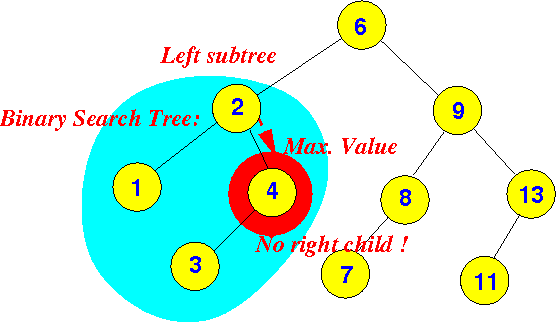 6
Left subtree
2
9
Binary Search Tree:
Max. Value
1
4
8
13
No right child !
3
7
11